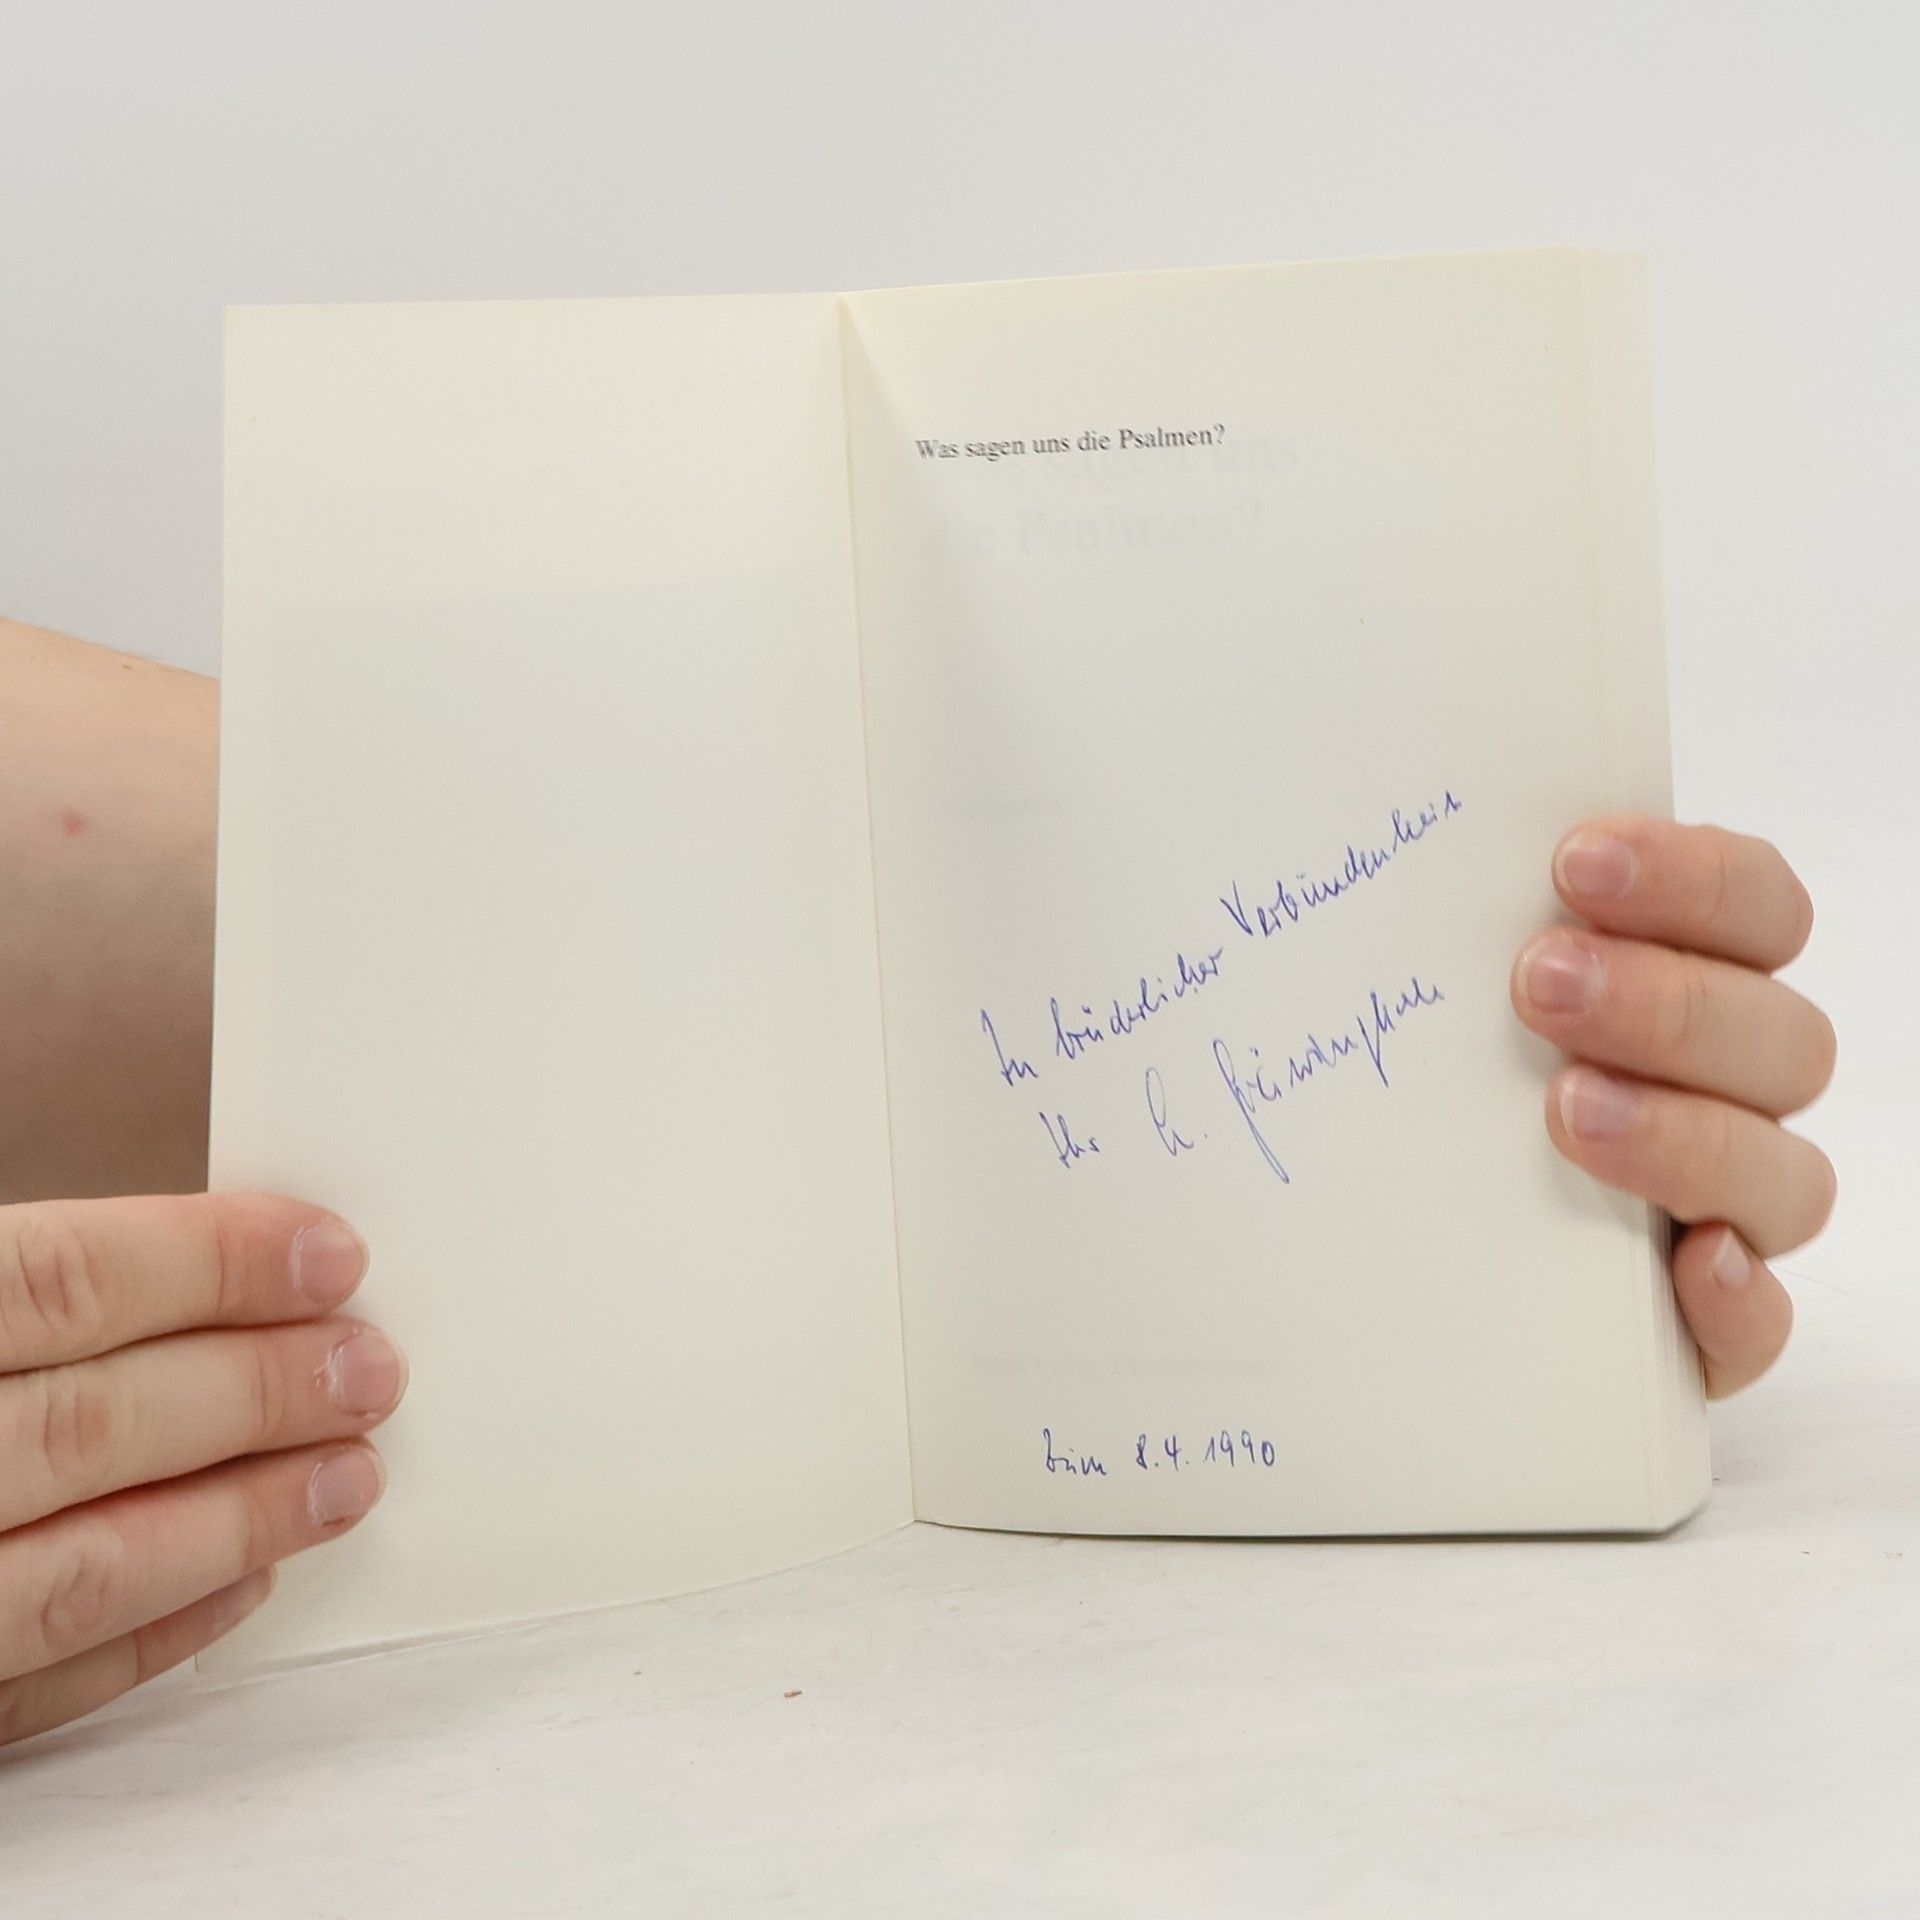 Was sagen uns die Psalmen?
In brüderlicher Verbundenheit
Ihr
8.4.1990